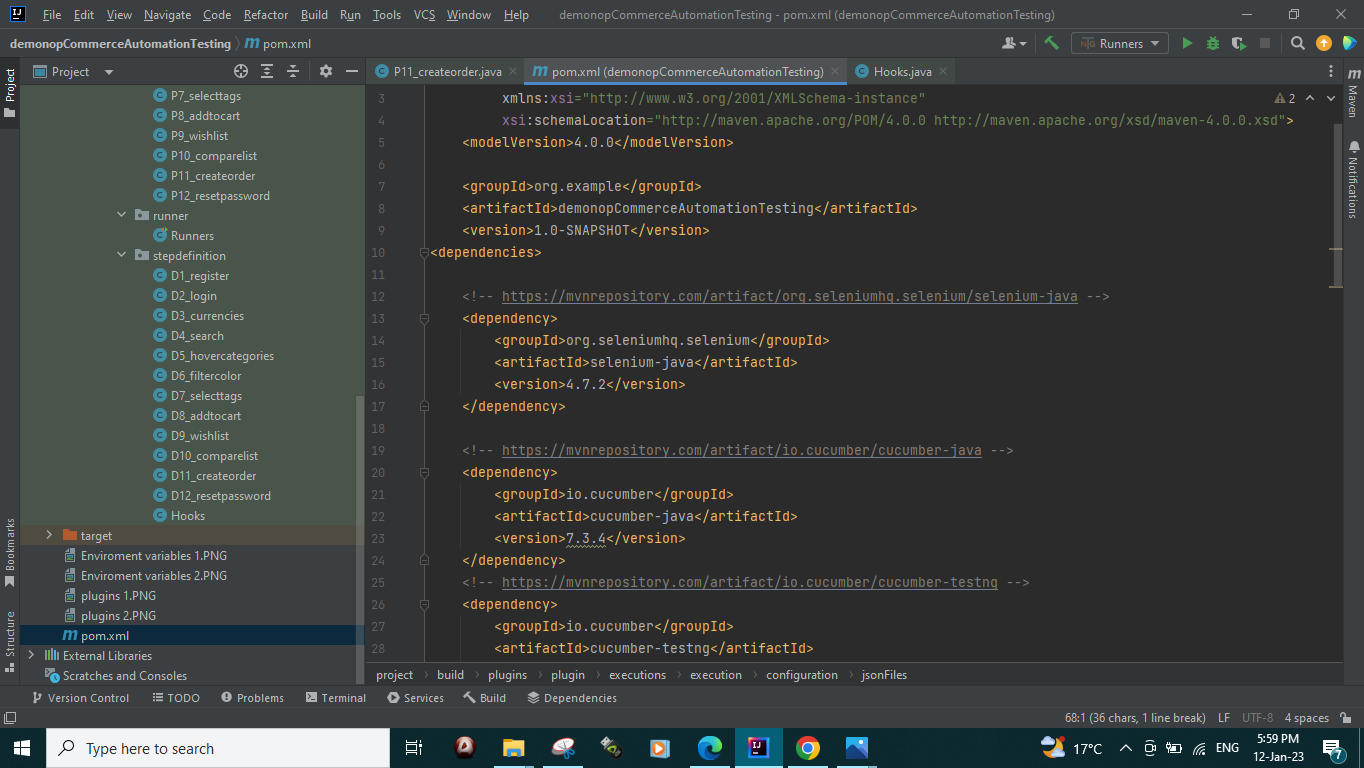 File Edit View Navigate Code Refactor Build Run Tools VCS Window Help demonopCommerceAutomationTesting - pom.xml (demonopCommerceAutomationTesting)
demonopCommerceAutomationTesting m pom.xml Runners
Project P11_createorder.java m pom.xml (demonopCommerceAutomationTesting) Hooks.java
Project
Bookmarks
Structure
P7_selecttags
P8_addtocart
P9_wishlist
P10_comparelist
P11_createorder
P12_resetpassword
runner
Runners
stepdefinition
D1_register
D2_login
D3_currencies
D4_search
D5_hovercategories
D6_filtercolor
D7_selecttags
D8_addtocart
D9_wishlist
D10_comparelist
D11_createorder
D12_resetpassword
Hooks
target
Enviroment variables 1.PNG
Enviroment variables 2.PNG
plugins 1.PNG
plugins 2.PNG
m pom.xml
External Libraries
Scratches and Consoles
3 xmlns:xsi="http://www.w3.org/2001/XMLSchema-instance" 2
4 xsi:schemaLocation="http://maven.apache.org/POM/4.0.0 http://maven.apache.org/xsd/maven-4.0.0.xsd">
5 <modelVersion>4.0.0</modelVersion>
6
7 <groupId>org.example</groupId>
8 <artifactId>demonopCommerceAutomationTesting</artifactId>
9 <version>1.0-SNAPSHOT</version>
10 <dependencies>
11
12 <!-- https://mvnrepository.com/artifact/org.seleniumhq.selenium/selenium-java -->
13 <dependency>
14 <groupId>org.seleniumhq.selenium</groupId>
15 <artifactId>selenium-java</artifactId>
16 <version>4.7.2</version>
17 </dependency>
18
19 <!-- https://mvnrepository.com/artifact/io.cucumber/cucumber-java -->
20 <dependency>
21 <groupId>io.cucumber</groupId>
22 <artifactId>cucumber-java</artifactId>
23 <version>7.3.4</version>
24 </dependency>
25 <!-- https://mvnrepository.com/artifact/io.cucumber/cucumber-testng -->
26 <dependency>
27 <groupId>io.cucumber</groupId>
28 <artifactId>cucumber-testng</artifactId>
m Maven
Notifications
project build plugins plugin executions execution configuration jsonFiles
Version Control TODO Problems Terminal Services Build Dependencies
68:1 (36 chars, 1 line break) LF UTF-8 4 spaces
Type here to search 17°C ENG 5:59 PM
12-Jan-23 7